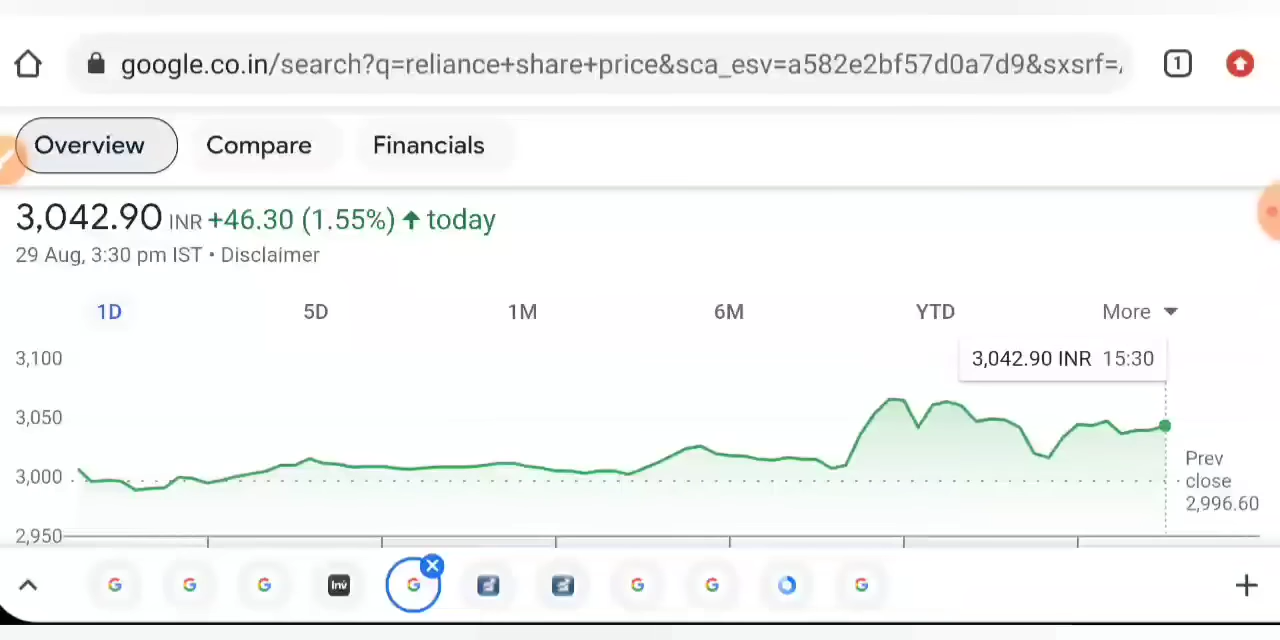 google.co.in/search?q=reliance+share+price&sca_esv=a582e2bf57d0a7d9&sxsrf=
1
Overview Compare Financials
3,042.90 INR +46.30 (1.55%) ↑ today
29 Aug, 3:30 pm IST • Disclaimer
1D 5D 1M 6M YTD More
3,100
3,042.90 INR 15:30
3,050
3,000
Prev
close
2,996.60
2,950
G G G Inv G G G G